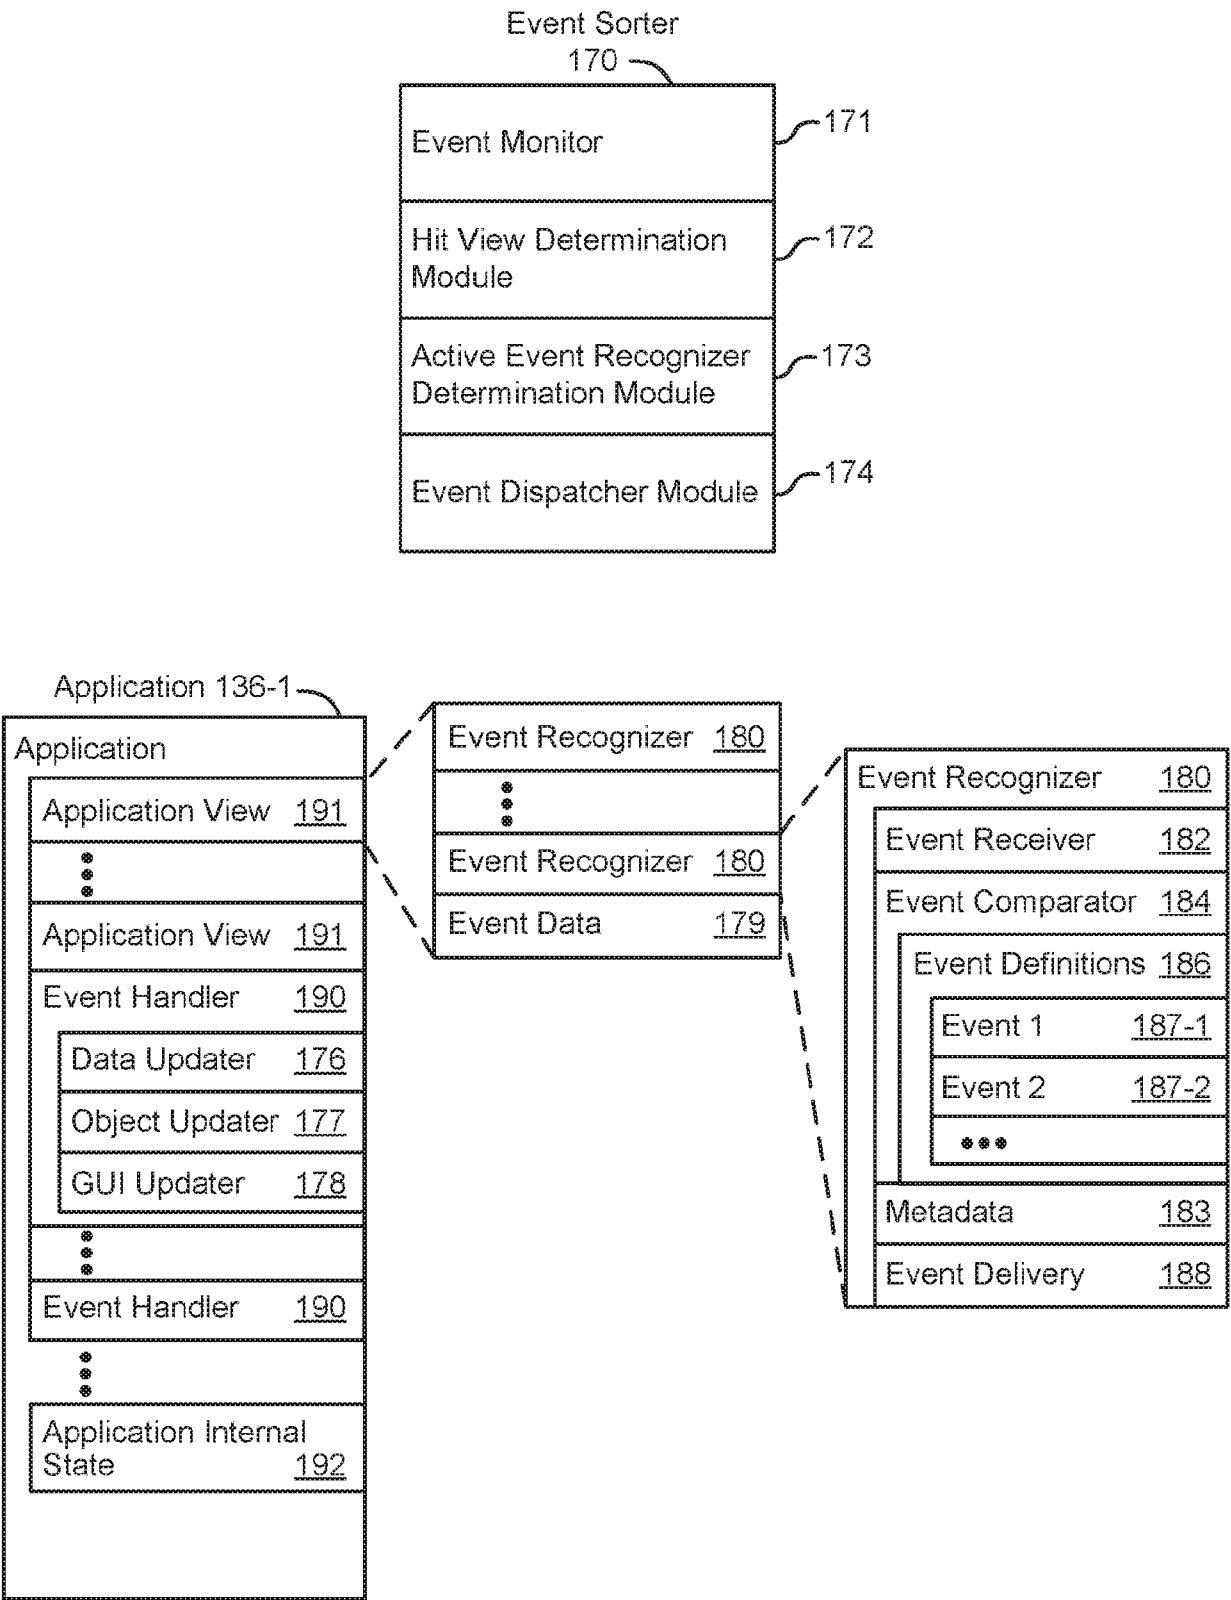 Event Sorter
170
Event Monitor
171
Hit View Determination
Module
172
Active Event Recognizer
Determination Module
173
Event Dispatcher Module
174
Application 136-1
Application
Application View 191
Application View 191
Event Handler 190
Data Updater 176
Object Updater 177
GUI Updater 178
Event Handler 190
Application Internal
State 192
Event Recognizer 180
Event Recognizer 180
Event Data 179
Event Recognizer 180
Event Receiver 182
Event Comparator 184
Event Definitions 186
Event 1 187-1
Event 2 187-2
Metadata 183
Event Delivery 188